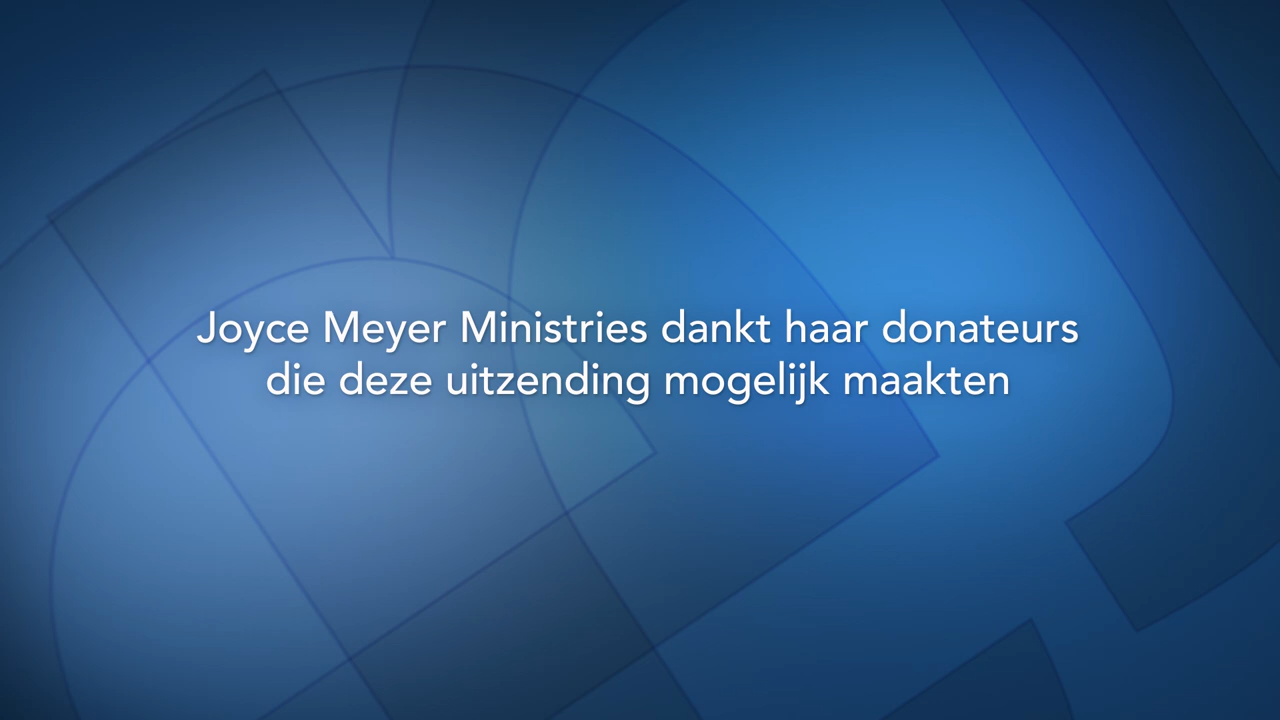 Joyce Meyer Ministries dankt haar donateurs
die deze uitzending mogelijk maakten